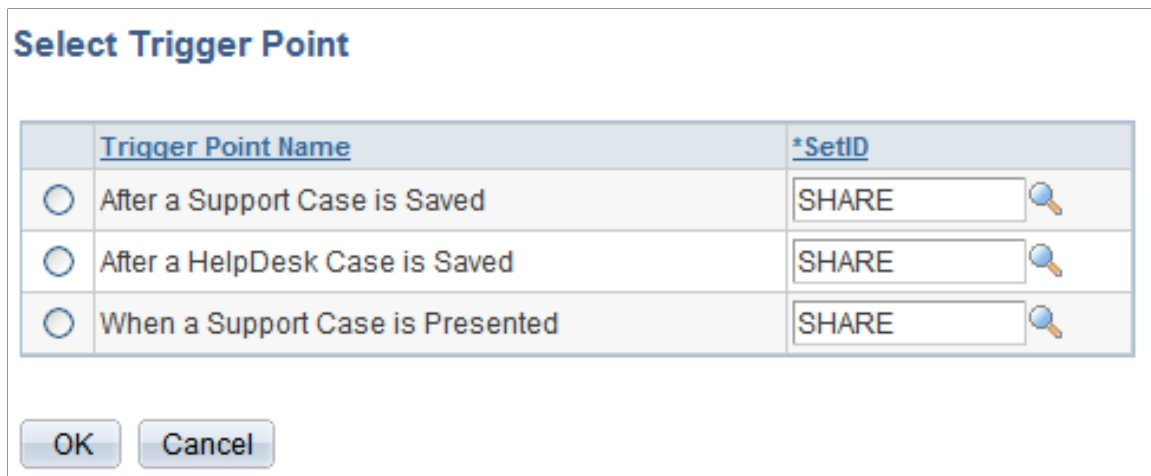 Select Trigger Point
Trigger Point Name *SetID
After a Support Case is Saved SHARE
After a HelpDesk Case is Saved SHARE
When a Support Case is Presented SHARE
OK Cancel